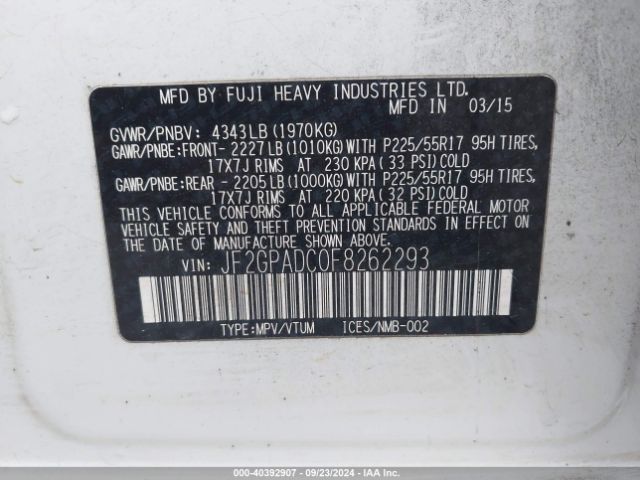 MFD BY FUJI HEAVY INDUSTRIES LTD.
MFD IN 03/15
GVWR/PNBV: 4343LB (1970KG)
GAWR/PNBE:FRONT- 2227LB (1010KG) WITH P225/55R17 95H TIRES,
17X7J RIMS AT 230 KPA ( 33 PSI) COLD
GAWR/PNBE:REAR - 2205LB (1000KG) WITH P225/55R17 95H TIRES,
17X7J RIMS AT 220 KPA ( 32 PSI) COLD
THIS VEHICLE CONFORMS TO ALL APPLICABLE FEDERAL MOTOR
VEHICLE SAFETY AND THEFT PREVENTION STANDARDS IN EFFECT ON
THE DATE OF MANUFACTURE SHOWN ABOVE.
VIN: JF2GPADC0F8262293
TYPE:MPV/VTUM ICES/NMB-002
000-40392907 - 09/23/2024 - IAA Inc.